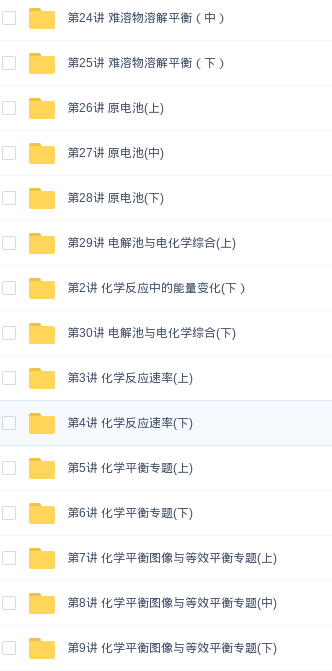 第24讲 难溶物溶解平衡（中）
第25讲 难溶物溶解平衡（下）
第26讲 原电池(上)
第27讲 原电池(中)
第28讲 原电池(下)
第29讲 电解池与电化学综合(上)
第2讲 化学反应中的能量变化(下）
第30讲 电解池与电化学综合(下)
第3讲 化学反应速率(上)
第4讲 化学反应速率(下)
第5讲 化学平衡专题(上)
第6讲 化学平衡专题(下)
第7讲 化学平衡图像与等效平衡专题(上)
第8讲 化学平衡图像与等效平衡专题(中)
第9讲 化学平衡图像与等效平衡专题(下)